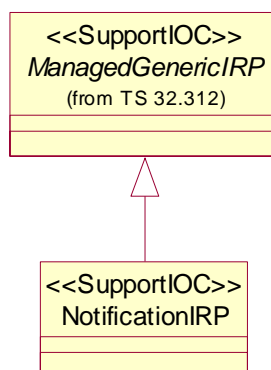 <<SupportIOC>>
ManagedGenericIRP
(from TS 32.312)
<<SupportIOC>>
NotificationIRP